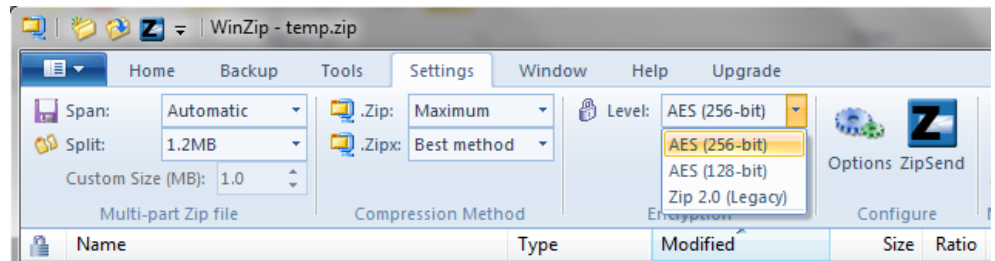 WinZip - temp.zip
Home Backup Tools Settings Window Help Upgrade
Span: Automatic .Zip: Maximum Level: AES (256-bit)
Split: 1.2MB .Zipx: Best method AES (256-bit)
AES (128-bit)
Options ZipSend
Custom Size (MB): 1.0 Zip 2.0 (Legacy)
Multi-part Zip file Compression Method Configure
Name Type Modified Size Ratio